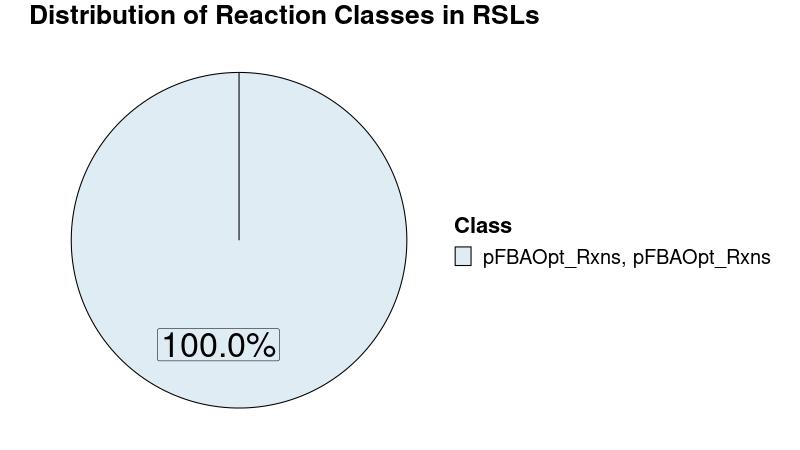 Distribution of Reaction Classes in RSLs
Class
pFBAOpt_Rxns, pFBAOpt_Rxns
100.0%